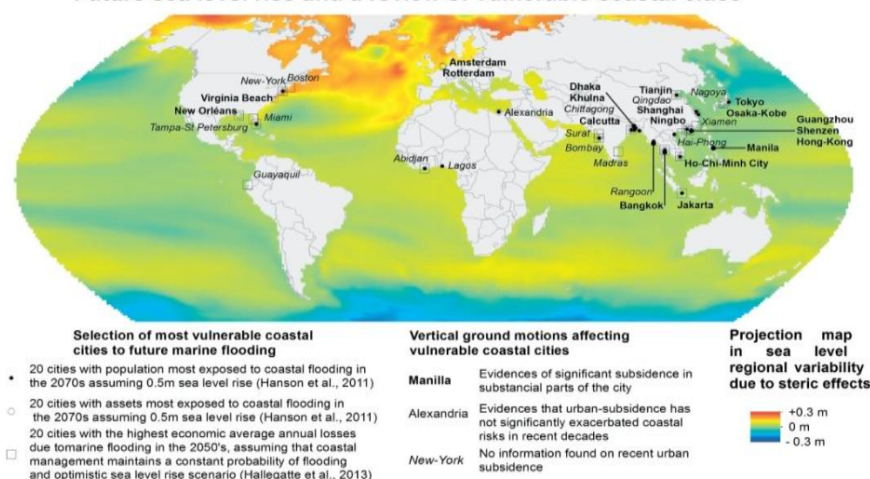 New-York Boston
Virginia Beach
New Orléans
Miami
Tampa-St Petersburg
Guayaquil
Abidjan
Lagos
Amsterdam
Rotterdam
Alexandria
Dhaka
Khulna
Chittagong
Calcutta
Surat
Bombay
Madras
Rangoon
Bangkok
Tianjin
Qingdao
Shanghai
Ningbo
Nagoya
Tokyo
Osaka-Kobe
Xiamen
Hai-Phong
Guangzhou
Shenzen
Hong-Kong
Manila
Ho-Chi-Minh City
Jakarta
Selection of most vulnerable coastal
cities to future marine flooding
20 cities with population most exposed to coastal flooding in
the 2070s assuming 0.5m sea level rise (Hanson et al., 2011)
20 cities with assets most exposed to coastal flooding in
the 2070s assuming 0.5m sea level rise (Hanson et al., 2011)
20 cities with the highest economic average annual losses
due tomarine flooding in the 2050's, assuming that coastal
management maintains a constant probability of flooding
and optimistic sea level rise scenario (Hallegatte et al., 2013)
Vertical ground motions affecting
vulnerable coastal cities
Manilla
Evidences of significant subsidence in
substancial parts of the city
Alexandria
Evidences that urban-subsidence has
not significantly exacerbated coastal
risks in recent decades
New-York
No information found on recent urban
subsidence
Projection map
in sea level
regional variability
due to steric effects
+0.3 m
0 m
- 0.3 m